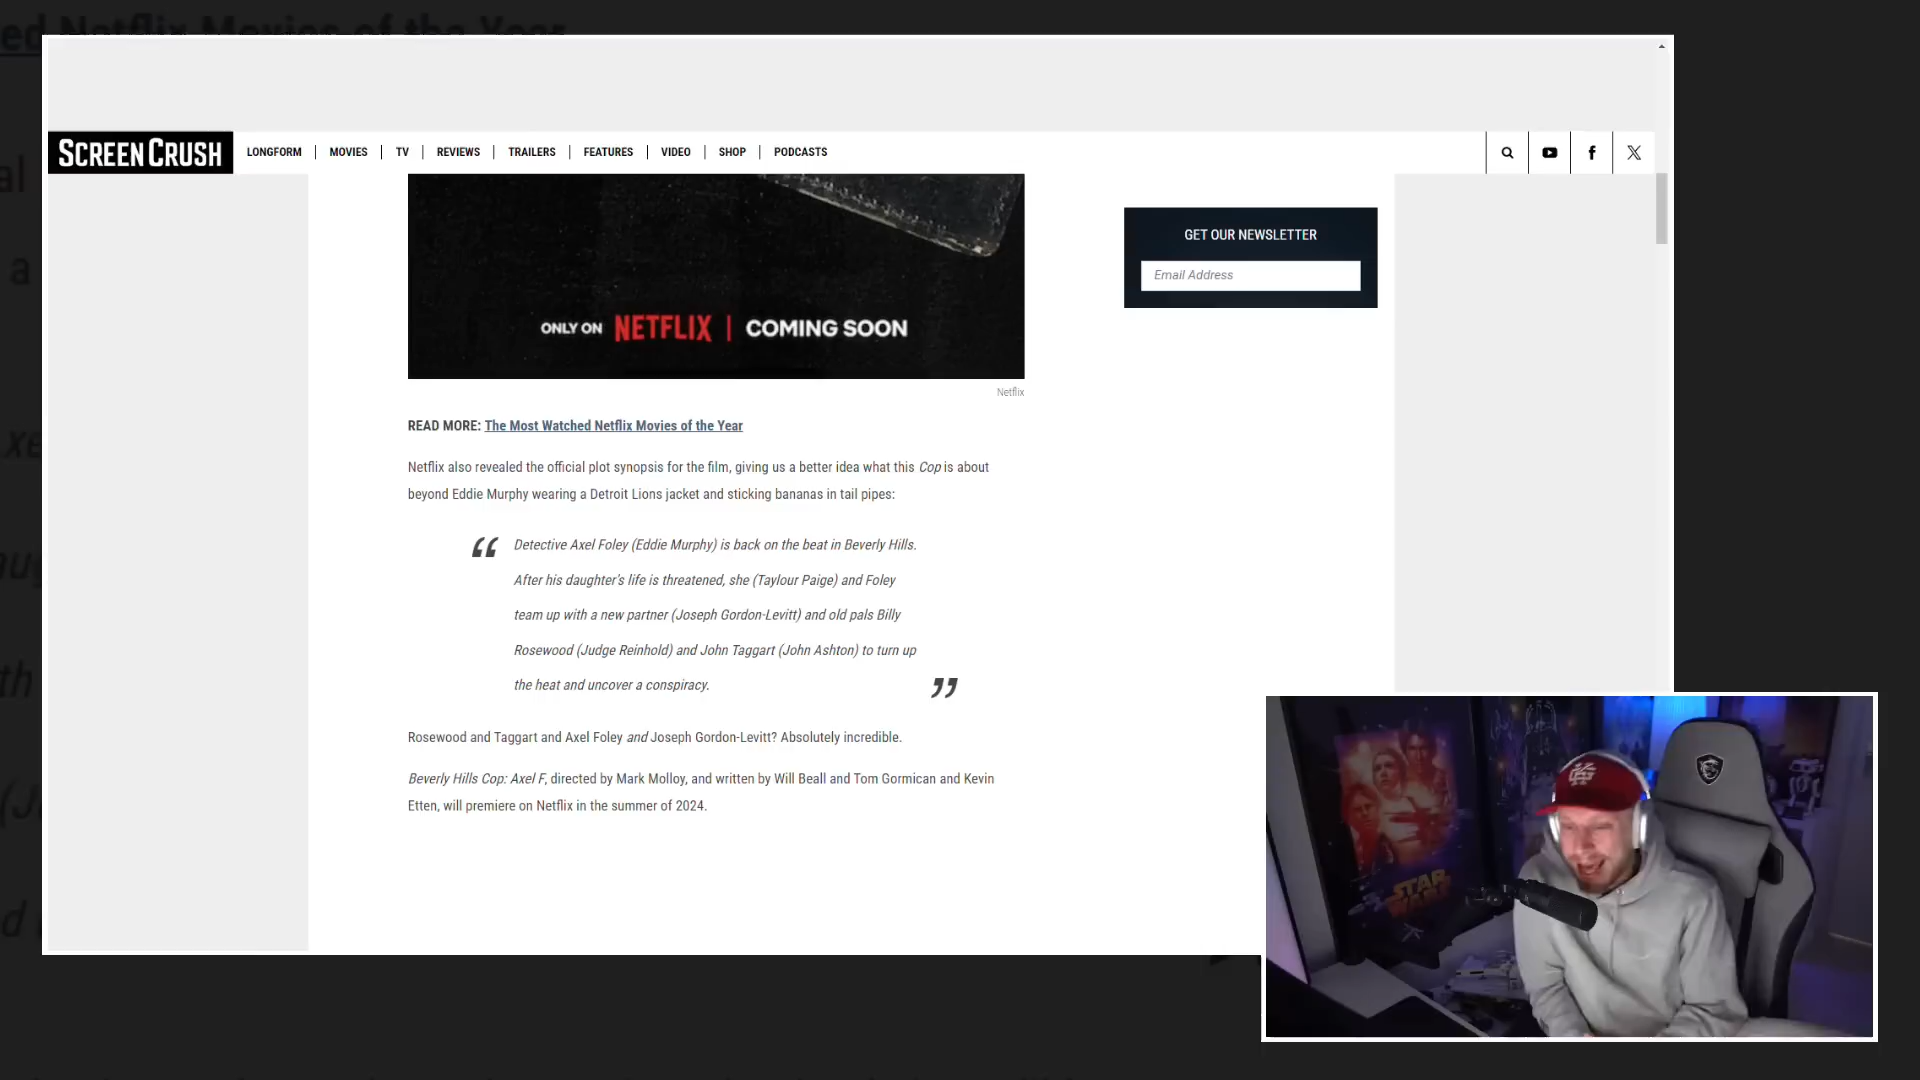 ed Netflix Movies of the Year
SCREENCRUSH
LONGFORM
MOVIES
TV
REVIEWS
TRAILERS
FEATURES
VIDEO
SHOP
PODCASTS
GET OUR NEWSLETTER
Email Address
ONLY ON NETFLIX | COMING SOON
Netflix
READ MORE: The Most Watched Netflix Movies of the Year
Netflix also revealed the official plot synopsis for the film, giving us a better idea what this Cop is about
beyond Eddie Murphy wearing a Detroit Lions jacket and sticking bananas in tail pipes:
“ Detective Axel Foley (Eddie Murphy) is back on the beat in Beverly Hills.
After his daughter's life is threatened, she (Taylour Paige) and Foley
team up with a new partner (Joseph Gordon-Levitt) and old pals Billy
Rosewood (Judge Reinhold) and John Taggart (John Ashton) to turn up
the heat and uncover a conspiracy. ”
Rosewood and Taggart and Axel Foley and Joseph Gordon-Levitt? Absolutely incredible.
Beverly Hills Cop: Axel F, directed by Mark Molloy, and written by Will Beall and Tom Gormican and Kevin
Etten, will premiere on Netflix in the summer of 2024.
STAR
WARS